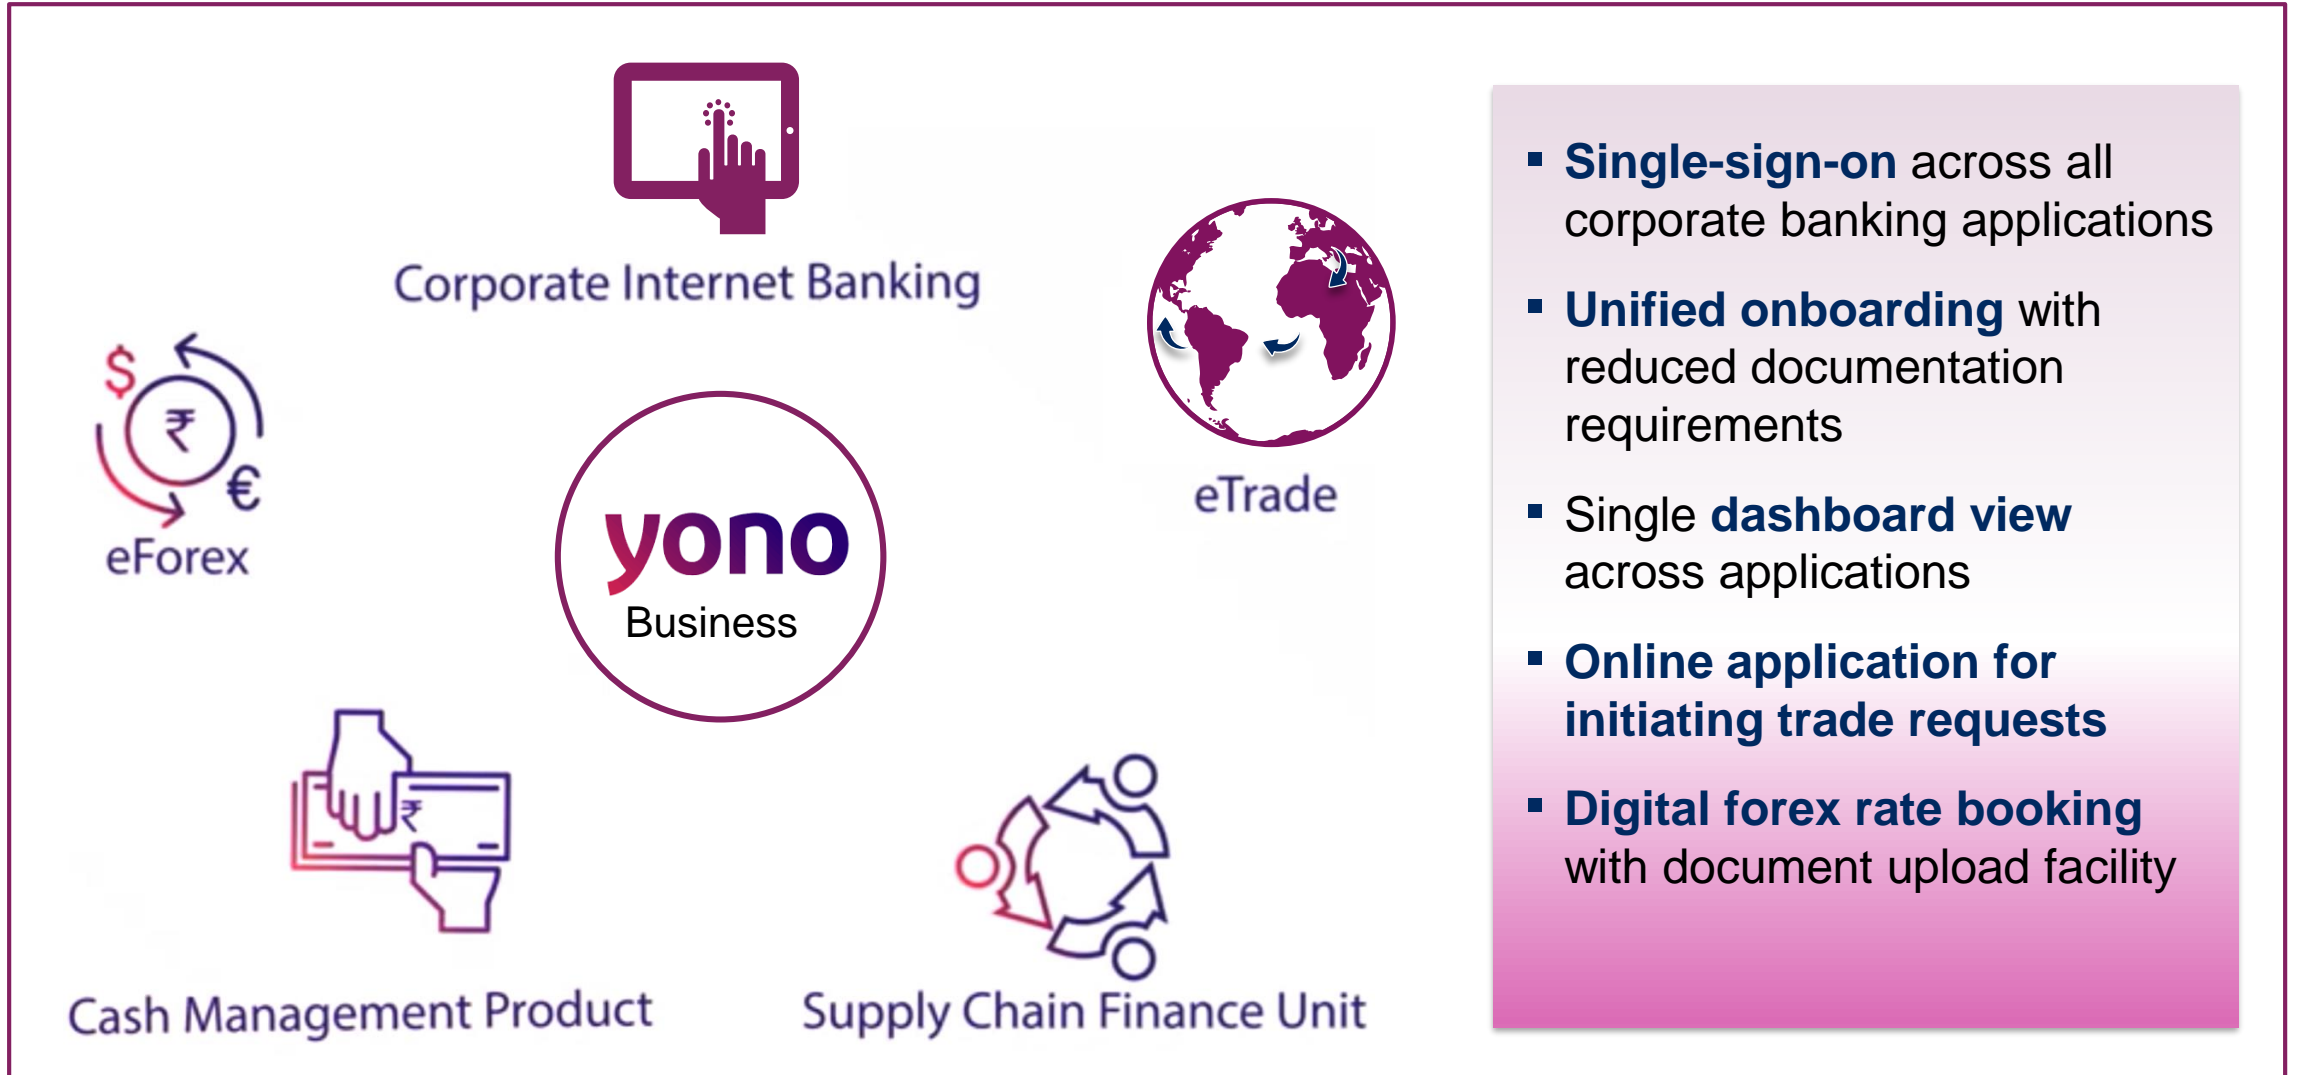 Corporate Internet Banking
$
₹
€
eForex
eTrade
yono
Business
₹
Cash Management Product
Supply Chain Finance Unit
▪ Single-sign-on across all
corporate banking applications
▪ Unified onboarding with
reduced documentation
requirements
▪ Single dashboard view
across applications
▪ Online application for
initiating trade requests
▪ Digital forex rate booking
with document upload facility